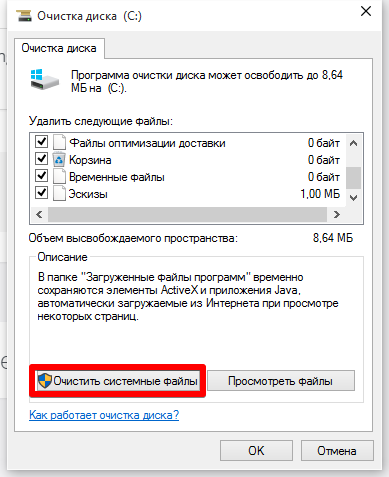 Очистка диска (C:)
Очистка диска
Программа очистки диска может освободить до 8,64
МБ на (C:).
Удалить следующие файлы:
Файлы оптимизации доставки 0 байт
Корзина 0 байт
Временные файлы 0 байт
Эскизы 1,00 МБ
Объем высвобождаемого пространства: 8,64 МБ
Описание
В папке "Загруженные файлы программ" временно
сохраняются элементы ActiveX и приложения Java,
автоматически загружаемые из Интернета при просмотре
некоторых страниц.
Очистить системные файлы Просмотреть файлы
Как работает очистка диска?
OK Отмена